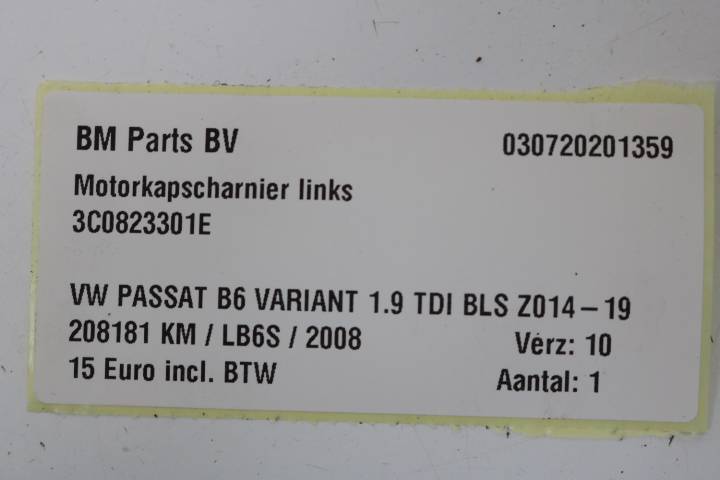 BM Parts BV 030720201359
Motorkapscharnier links
3C0823301E
VW PASSAT B6 VARIANT 1.9 TDI BLS Z014-19
208181 KM / LB6S / 2008 Verz: 10
15 Euro incl. BTW Aantal: 1